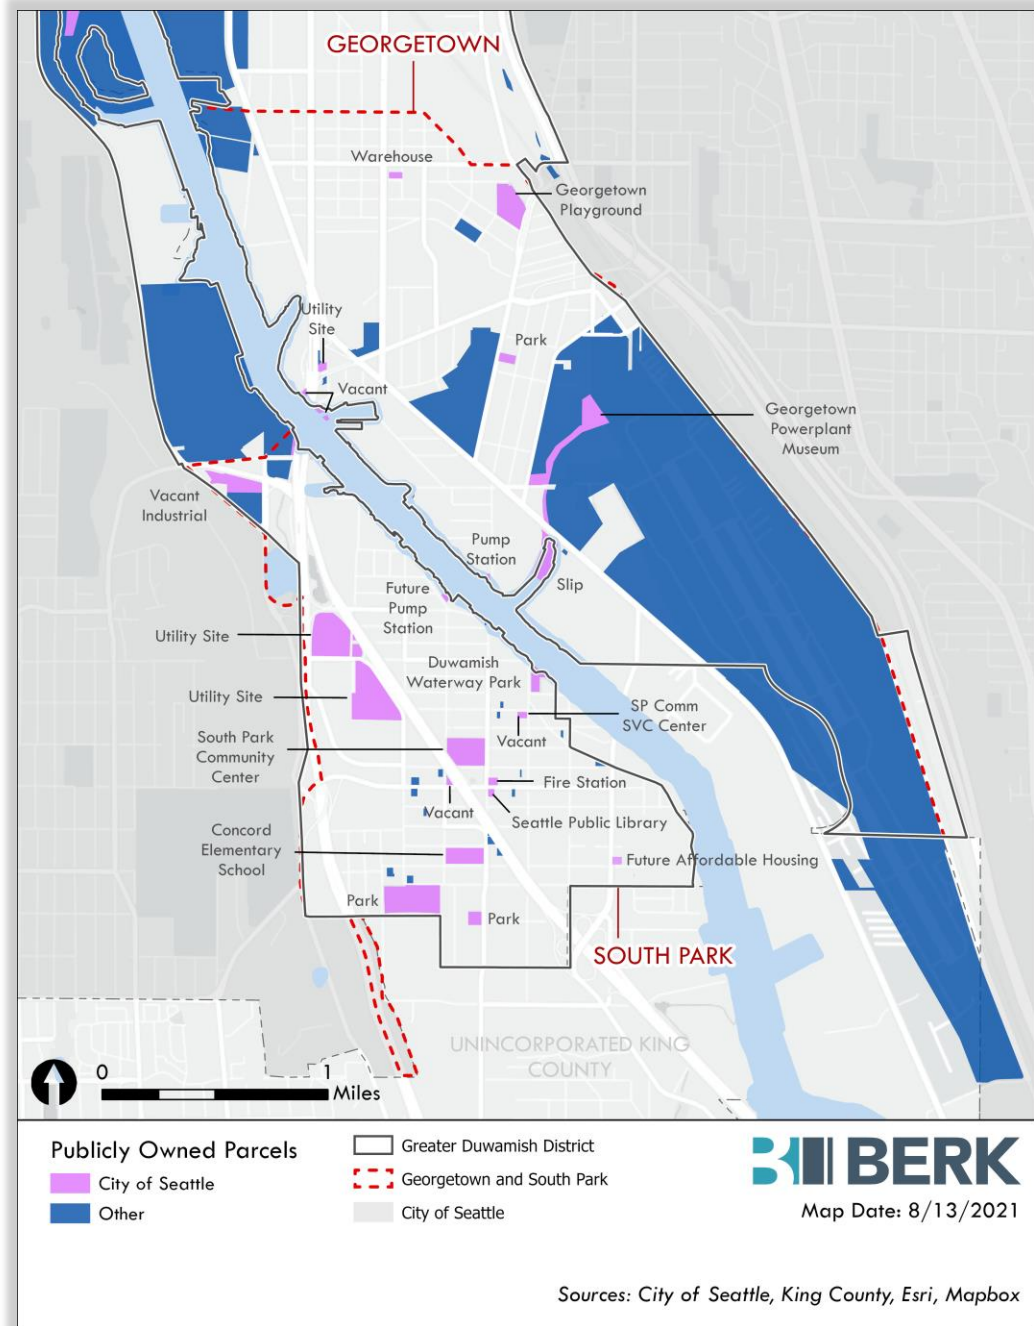 GEORGETOWN
Warehouse
Georgetown
Playground
Utility
Site
Park
Vacant
Georgetown
Powerplant
Museum
Vacant
Industrial
Pump
Station
Slip
Future
Pump
Station
Utility Site
Duwamish
Waterway Park
Utility Site
SP Comm
SVC Center
South Park
Community
Center
Vacant
Fire Station
Vacant
Seattle Public Library
Concord
Elementary
School
Future Affordable Housing
Park
Park
SOUTH PARK
UNINCORPORATED KING
COUNTY
0 1
Miles
Publicly Owned Parcels
City of Seattle
Other
Greater Duwamish District
Georgetown and South Park
City of Seattle
BERK
Map Date: 8/13/2021
Sources: City of Seattle, King County, Esri, Mapbox